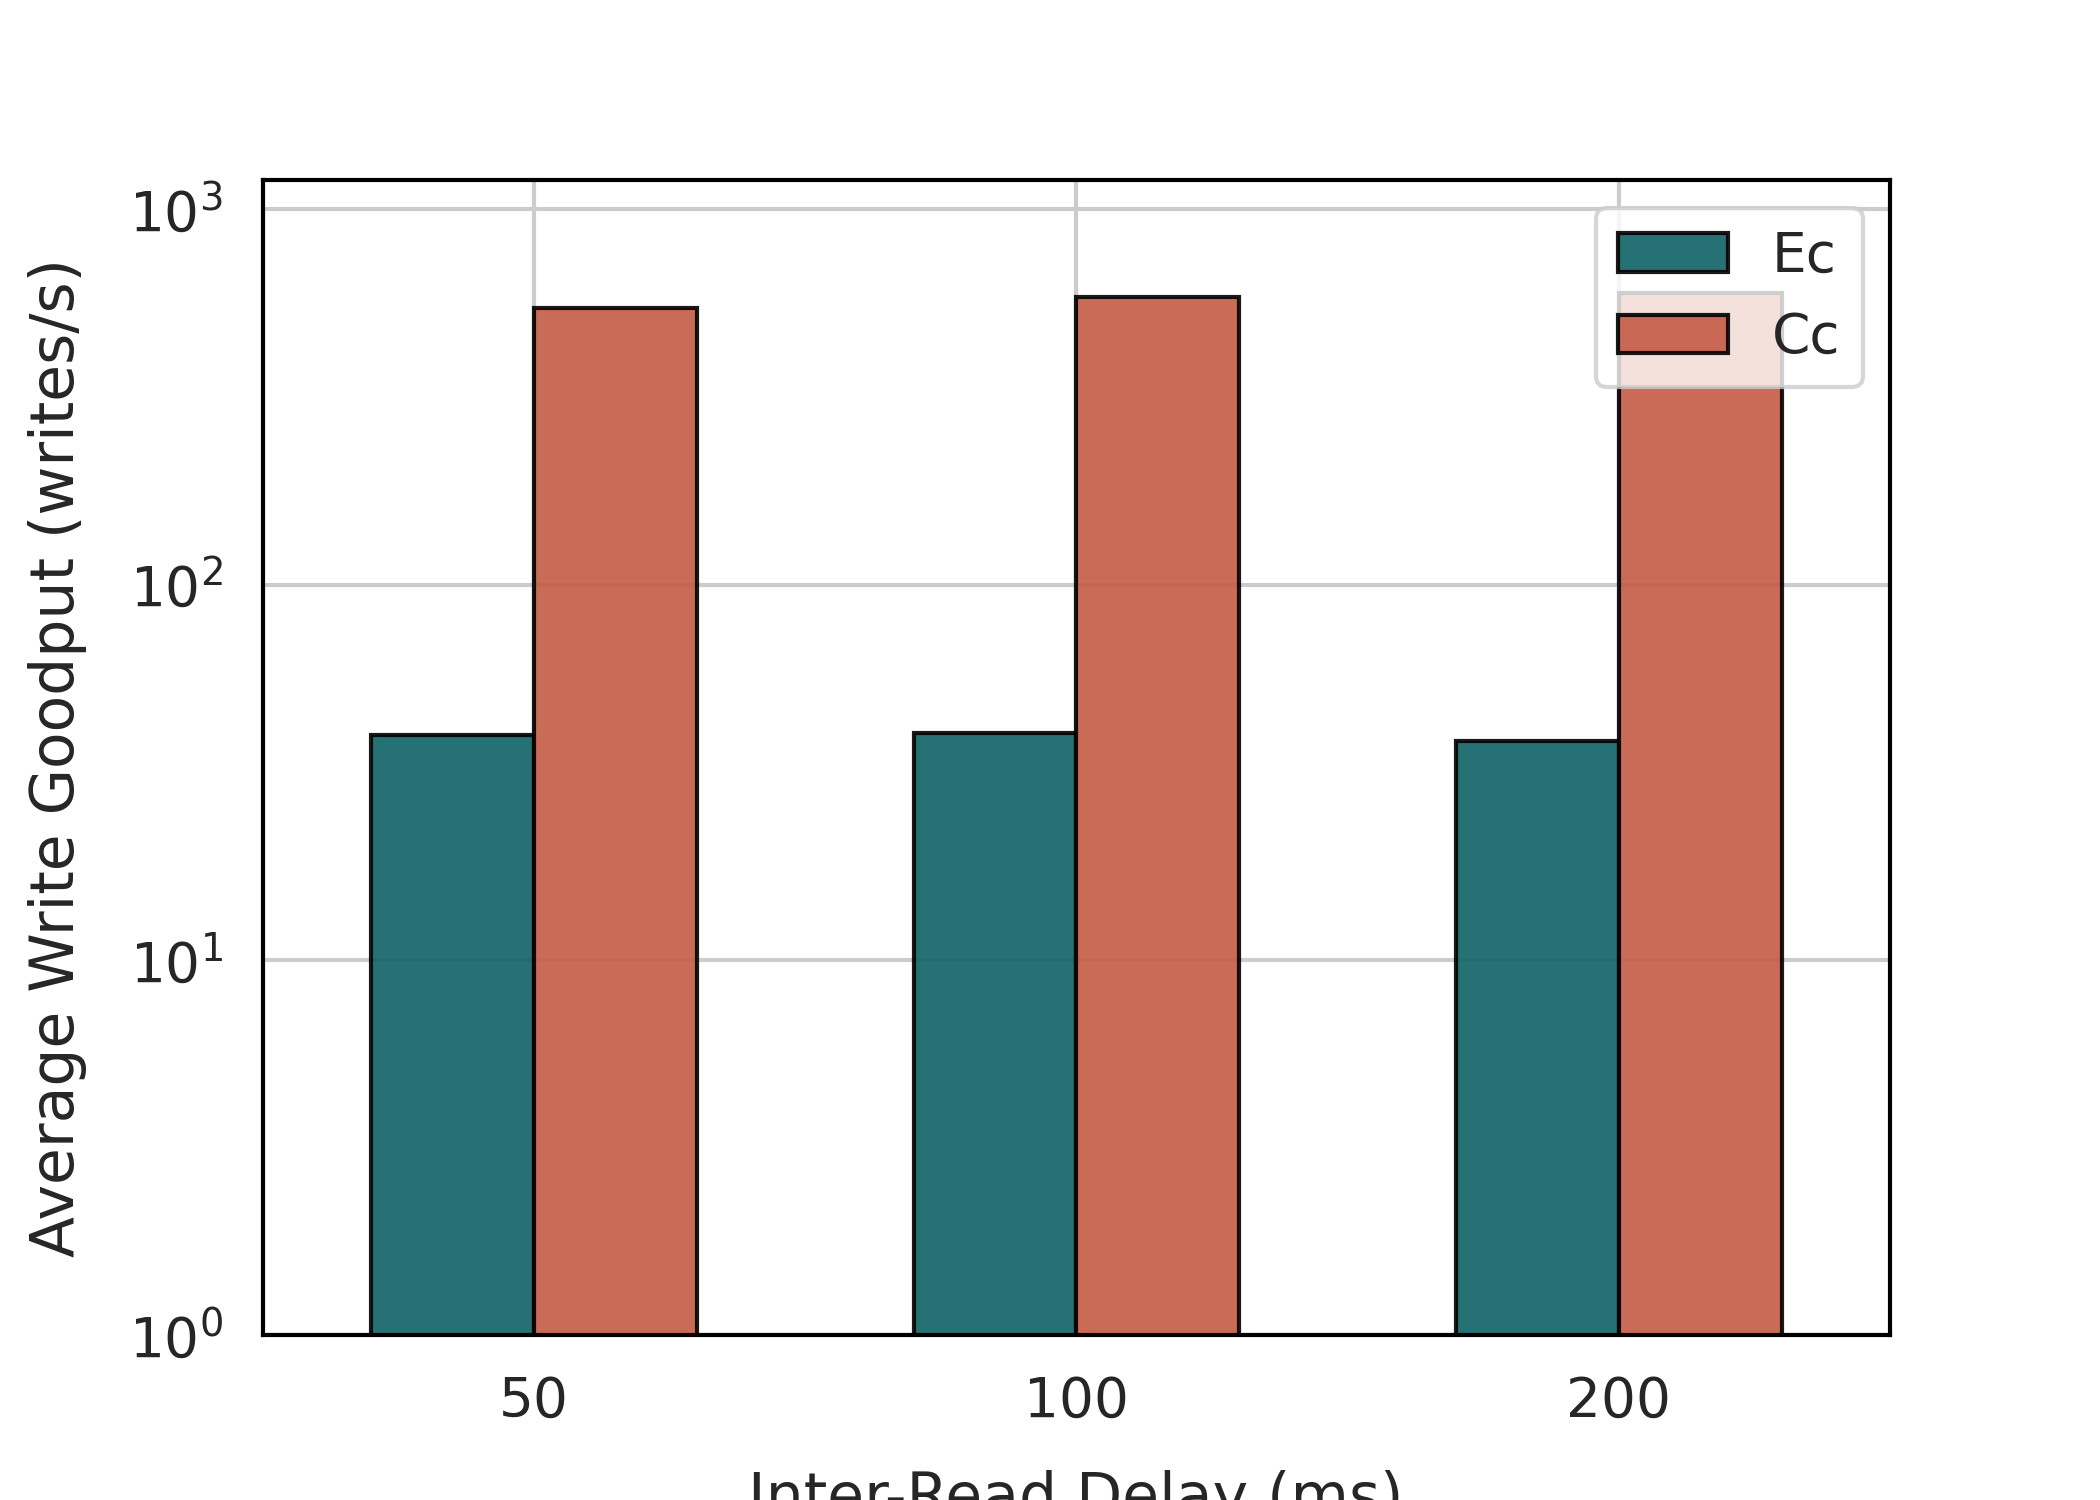 Average Write Goodput (writes/s)
10³
10²
10¹
10⁰
Ec
Cc
50 100 200
Inter-Read Delay (ms)